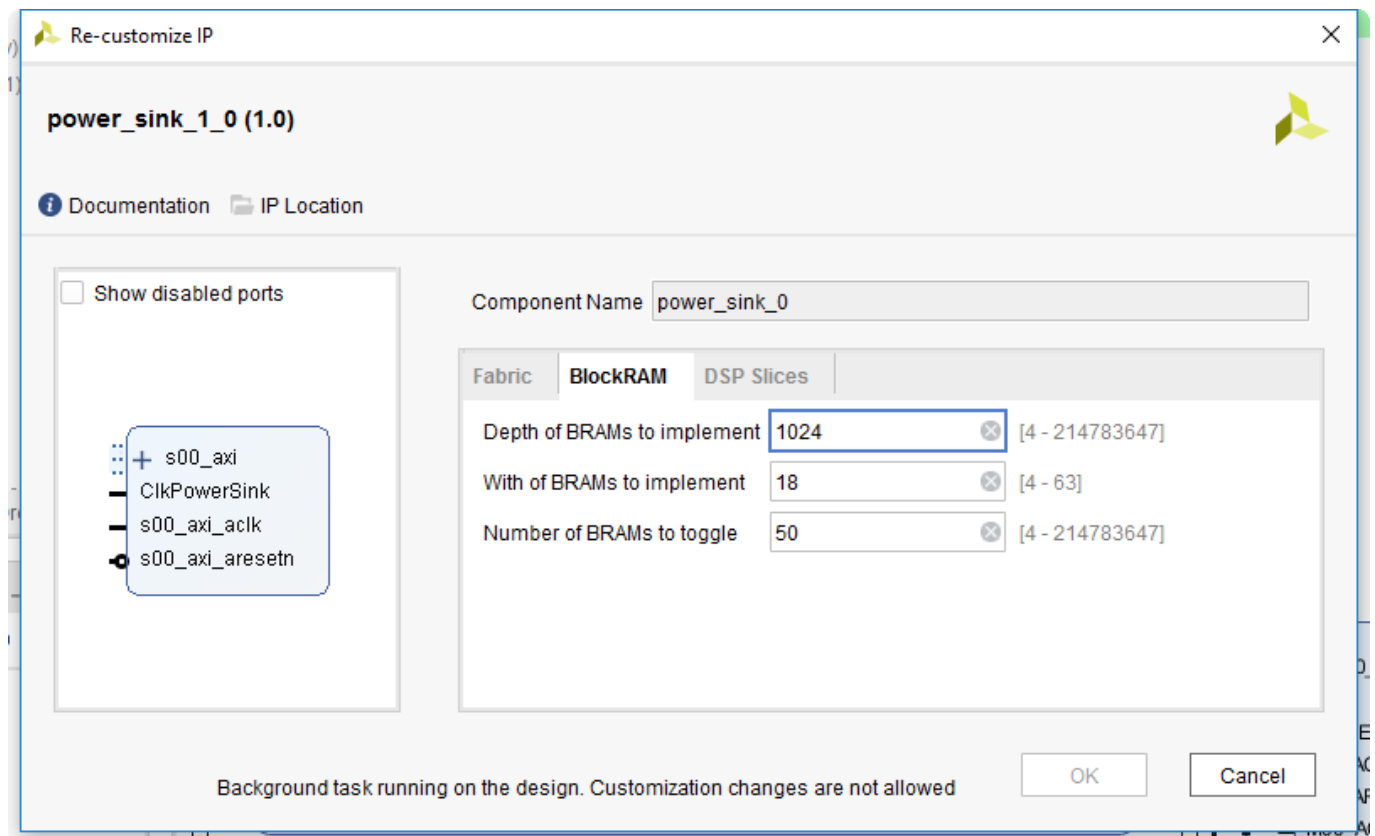 Re-customize IP
power_sink_1_0 (1.0)
Documentation IP Location
Show disabled ports
s00_axi
ClkPowerSink
s00_axi_aclk
s00_axi_aresetn
Component Name power_sink_0
Fabric BlockRAM DSP Slices
Depth of BRAMs to implement 1024 [4 - 214783647]
With of BRAMs to implement 18 [4 - 63]
Number of BRAMs to toggle 50 [4 - 214783647]
Background task running on the design. Customization changes are not allowed
OK Cancel